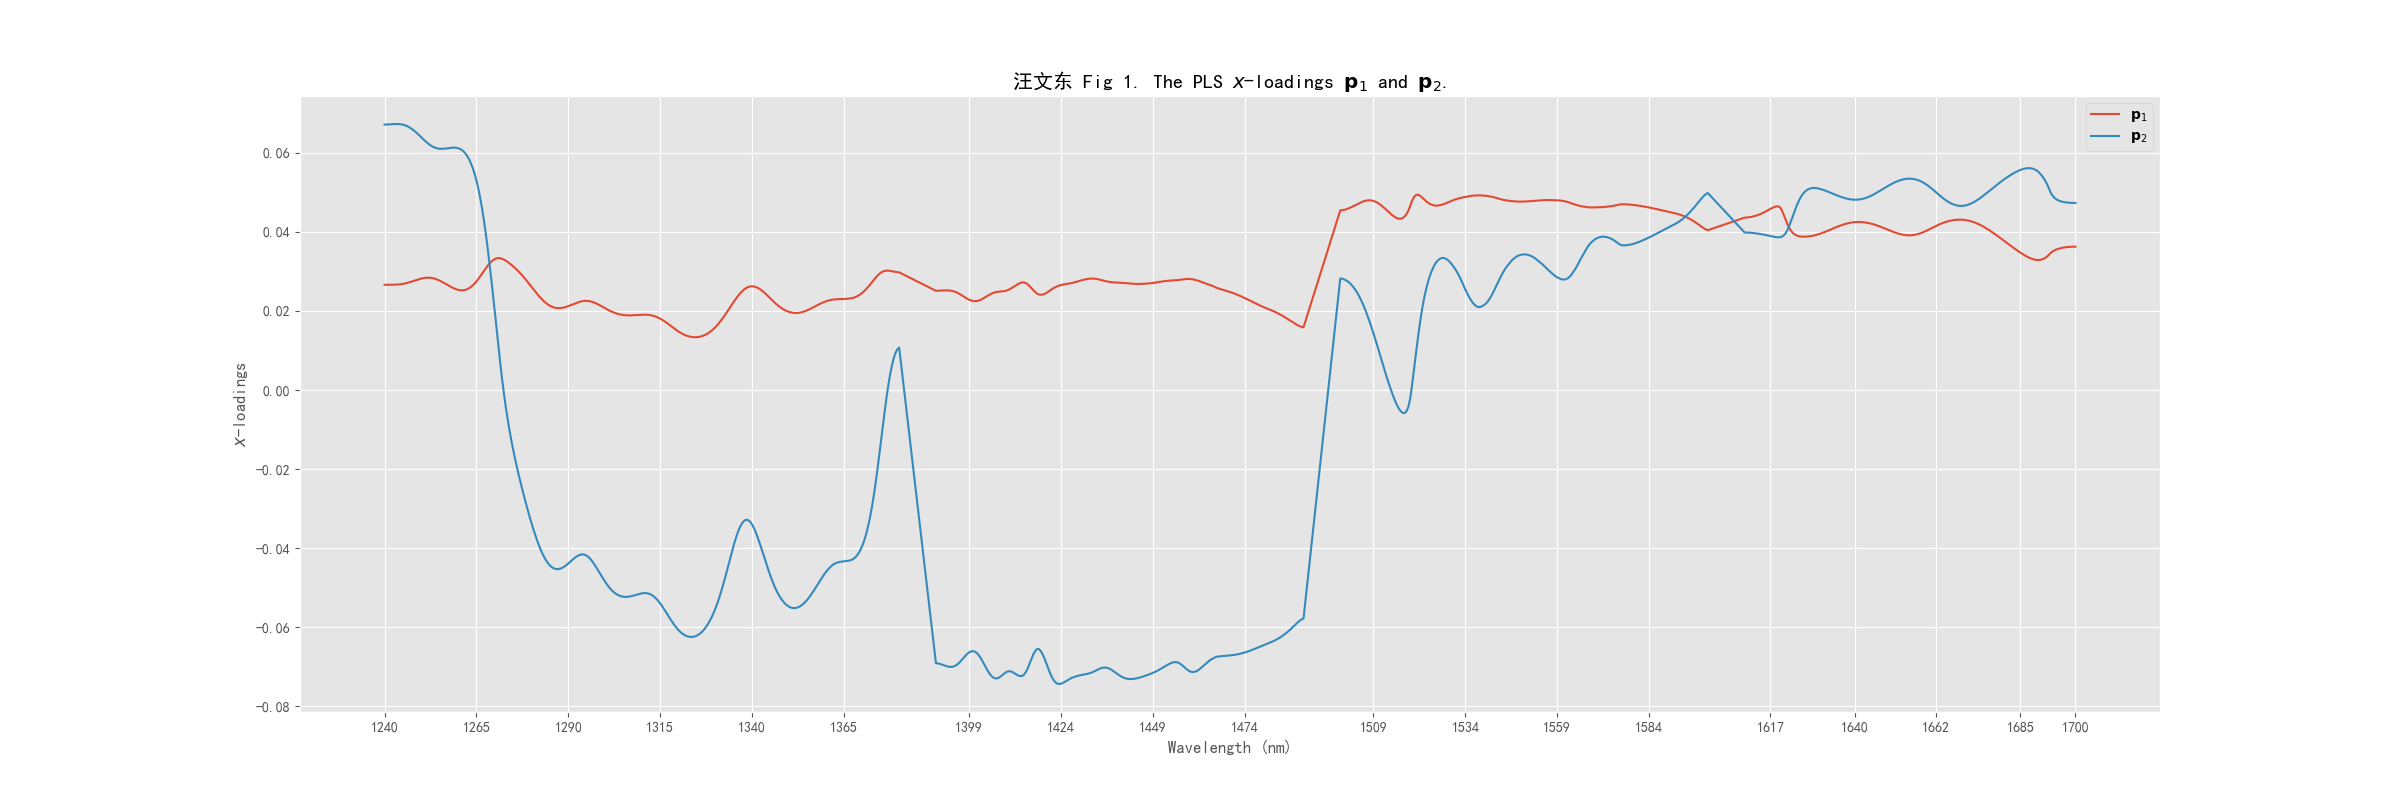 汪文东 Fig 1. The PLS X-loadings p₁ and p₂.
p₁
p₂
0.06
0.04
0.02
0.00
−0.02
−0.04
−0.06
−0.08
X-loadings
1240 1265 1290 1315 1340 1365 1399 1424 1449 1474 1509 1534 1559 1584 1617 1640 1662 1685 1700
Wavelength (nm)